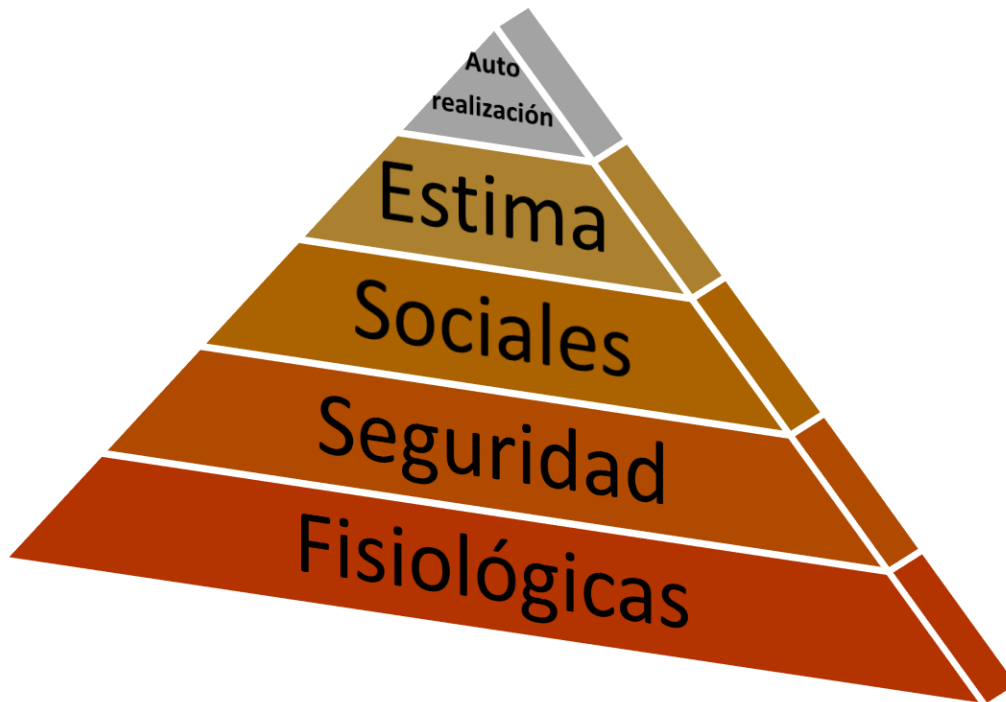 Auto
realización
Estima
Sociales
Seguridad
Fisiológicas